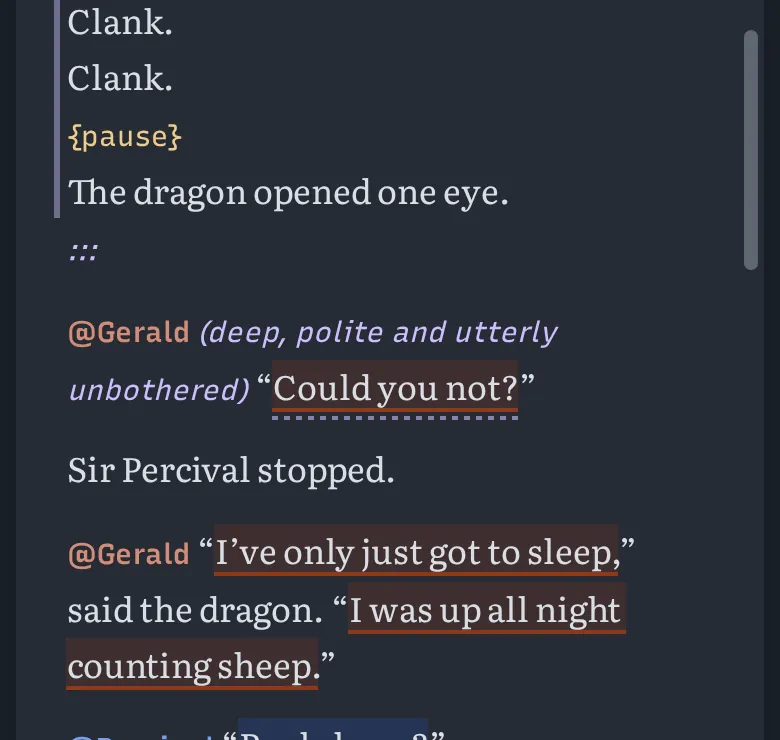 Clank.
Clank.
{pause}
The dragon opened one eye.
:::
@Gerald (deep, polite and utterly
unbothered) “Could you not?”
Sir Percival stopped.
@Gerald “I’ve only just got to sleep,”
said the dragon. “I was up all night
counting sheep.”